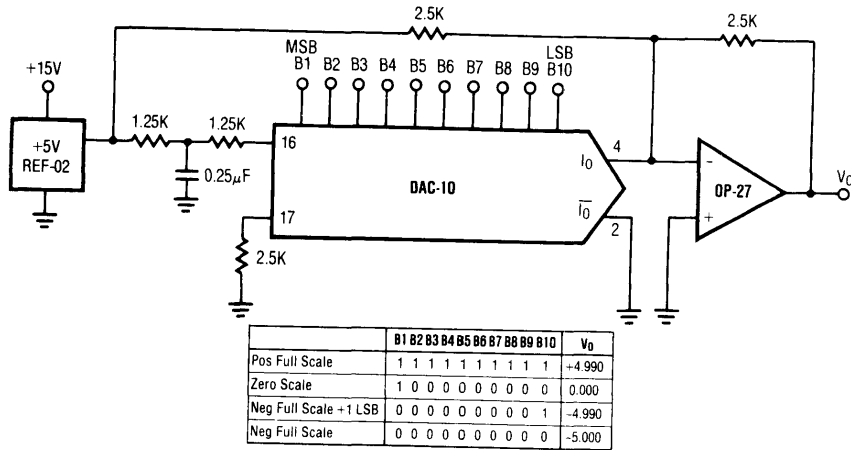 2.5K
2.5K
+15V
MSB
B1 B2 B3 B4 B5 B6 B7 B8 B9 B10
LSB
1.25K
1.25K
+5V
REF-02
0.25µF
16
17
DAC-10
I₀
4
I̅₀̅
2
2.5K
-
+
OP-27
V₀
B1 B2 B3 B4 B5 B6 B7 B8 B9 B10 V₀
Pos Full Scale 1 1 1 1 1 1 1 1 1 1 +4.990
Zero Scale 1 0 0 0 0 0 0 0 0 0 0.000
Neg Full Scale +1 LSB 0 0 0 0 0 0 0 0 0 1 -4.990
Neg Full Scale 0 0 0 0 0 0 0 0 0 0 -5.000